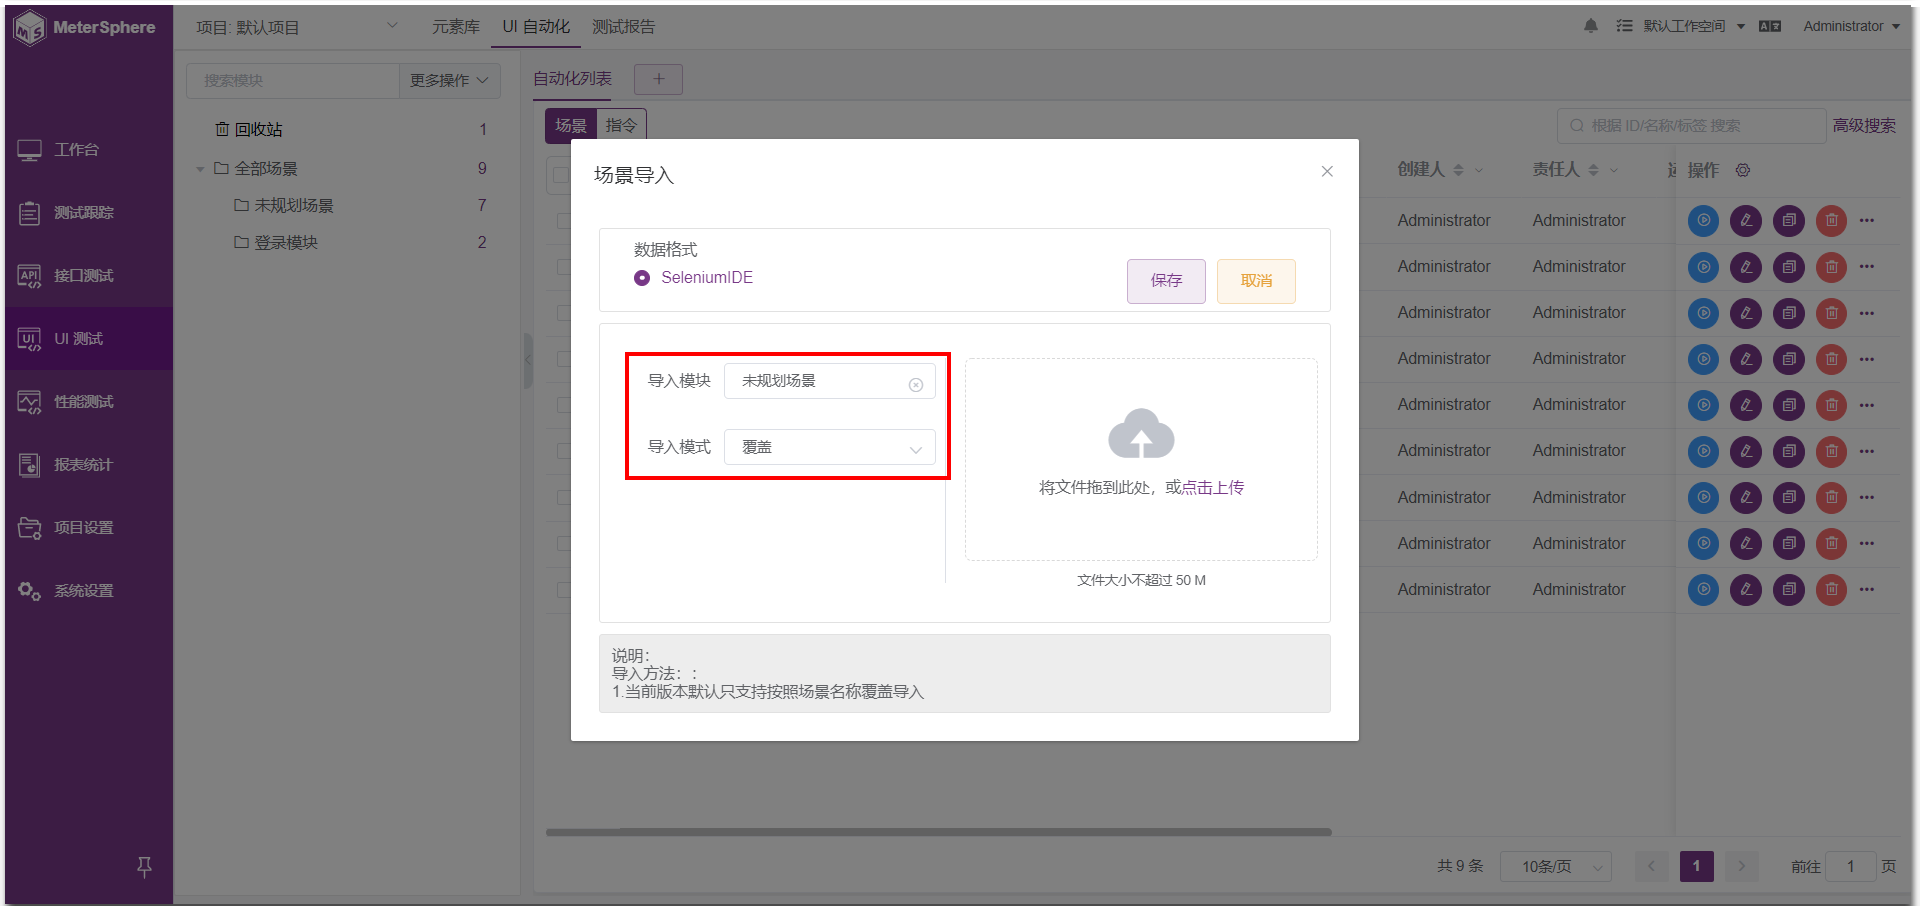 MeterSphere
项目: 默认项目
元素库
UI 自动化
测试报告
默认工作空间
Administrator
工作台
测试跟踪
接口测试
UI 测试
性能测试
报表统计
项目设置
系统设置
搜索模块
更多操作
回收站 1
全部场景 9
未规划场景 7
登录模块 2
自动化列表
+
场景 指令
根据 ID/名称/标签 搜索
高级搜索
创建人 责任人 操作
Administrator Administrator
Administrator Administrator
Administrator Administrator
Administrator Administrator
Administrator Administrator
Administrator Administrator
Administrator Administrator
Administrator Administrator
Administrator Administrator
共 9 条 10条/页 1 前往 1 页
场景导入
数据格式
SeleniumIDE
保存 取消
导入模块 未规划场景
导入模式 覆盖
将文件拖到此处，或点击上传
文件大小不超过 50 M
说明：
导入方法：:
1.当前版本默认只支持按照场景名称覆盖导入